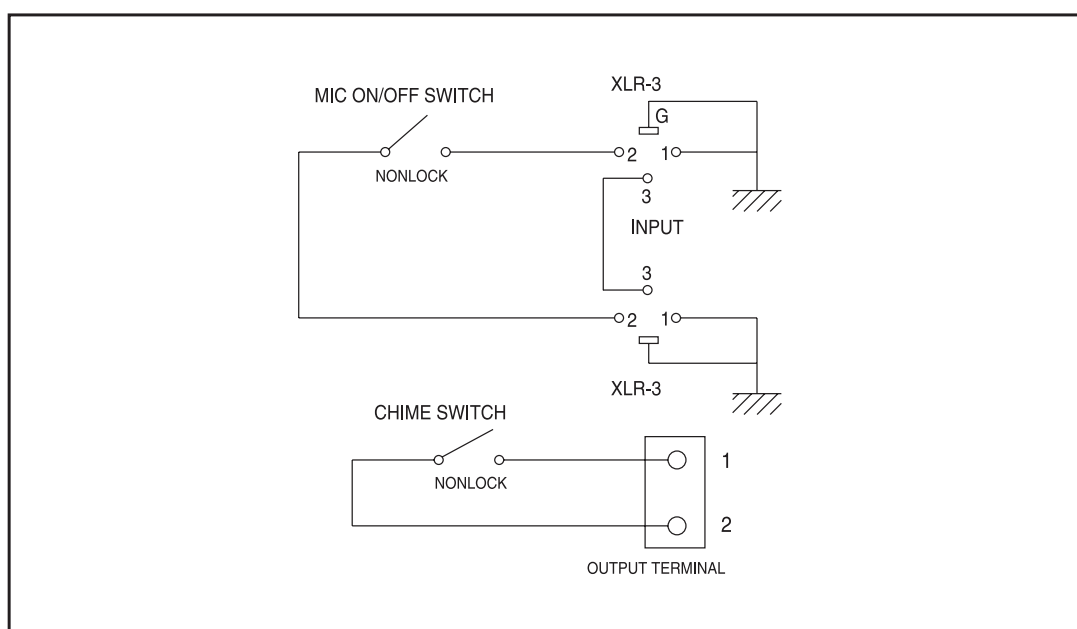 XLR-3
MIC ON/OFF SWITCH
G
2 1
NONLOCK
3
INPUT
3
2 1
XLR-3
CHIME SWITCH
1
NONLOCK
2
OUTPUT TERMINAL